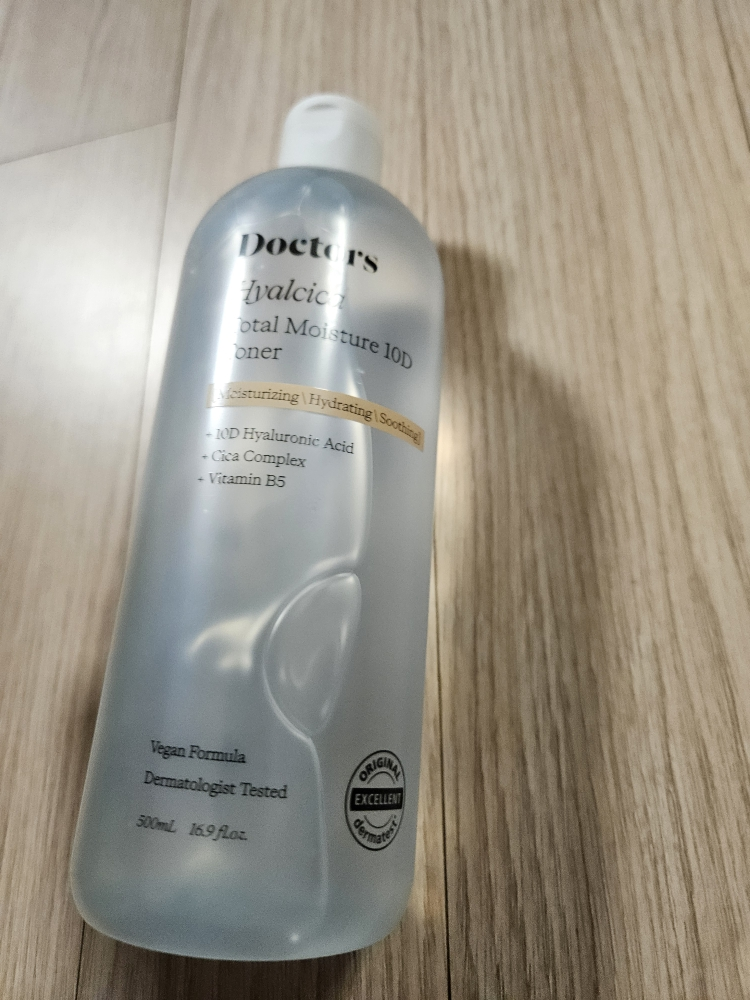 Doctors
Hyalcica
Total Moisture 10D
Toner
Moisturizing \ Hydrating \ Soothing
+ 10D Hyaluronic Acid
+ Cica Complex
+ Vitamin B5
Vegan Formula
Dermatologist Tested
500mL 16.9 fl.oz.
ORIGINAL
EXCELLENT
dermatest